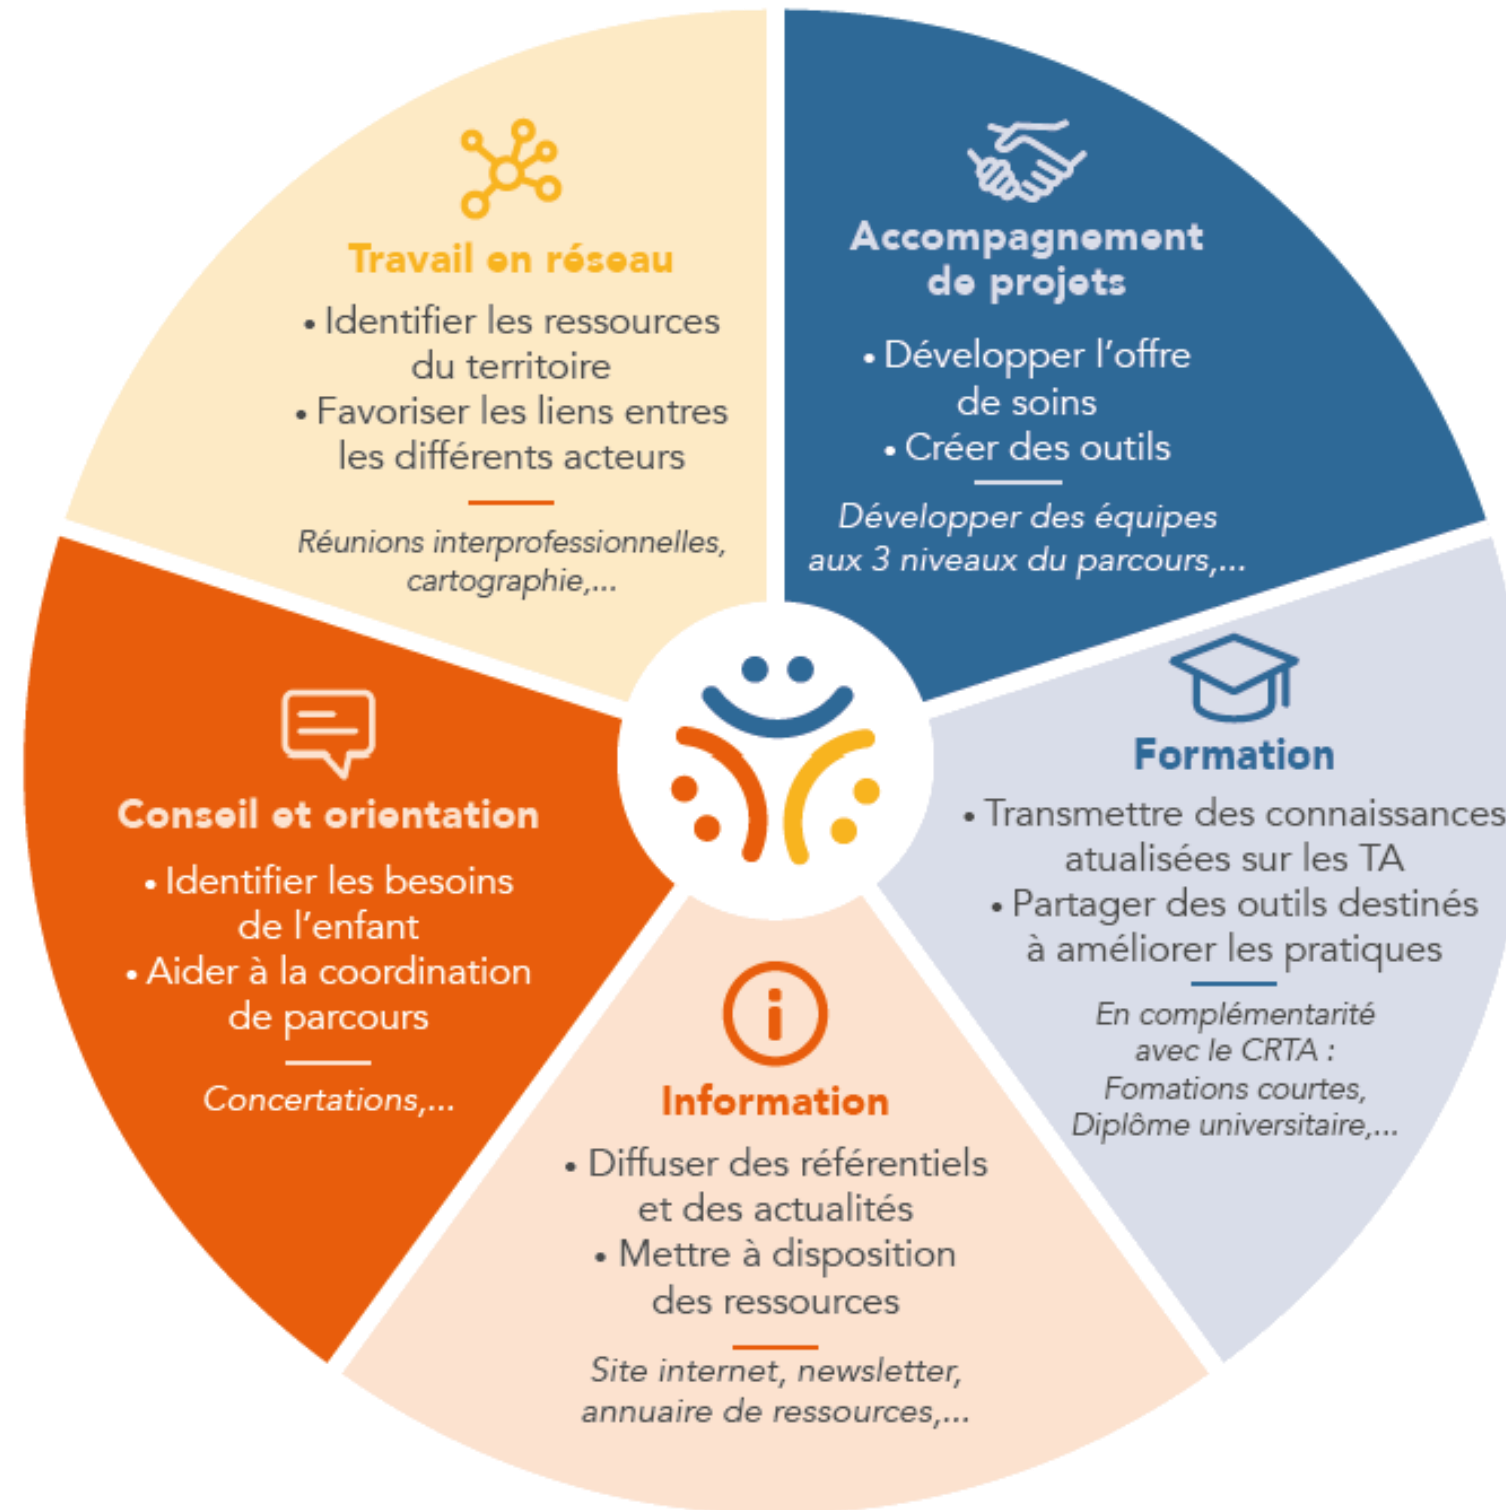 Travail en réseau
• Identifier les ressources
du territoire
• Favoriser les liens entres
les différents acteurs
Réunions interprofessionnelles,
cartographie,...
Accompagnement
de projets
• Développer l'offre
de soins
• Créer des outils
Développer des équipes
aux 3 niveaux du parcours,...
Formation
• Transmettre des connaissances
atualisées sur les TA
• Partager des outils destinés
à améliorer les pratiques
En complémentarité
avec le CRTA :
Fomations courtes,
Diplôme universitaire,...
Information
• Diffuser des référentiels
et des actualités
• Mettre à disposition
des ressources
Site internet, newsletter,
annuaire de ressources,...
Conseil et orientation
• Identifier les besoins
de l'enfant
• Aider à la coordination
de parcours
Concertations,...